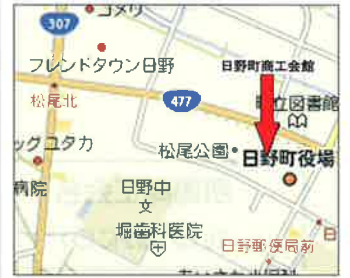 コメリ
307
フレンドタウン日野
日野町商工会館
松尾北
477
立図書館
ッグユタカ
松尾公園
日野町役場
病院
日野中
文
堀歯科医院
日野郵便局前
日